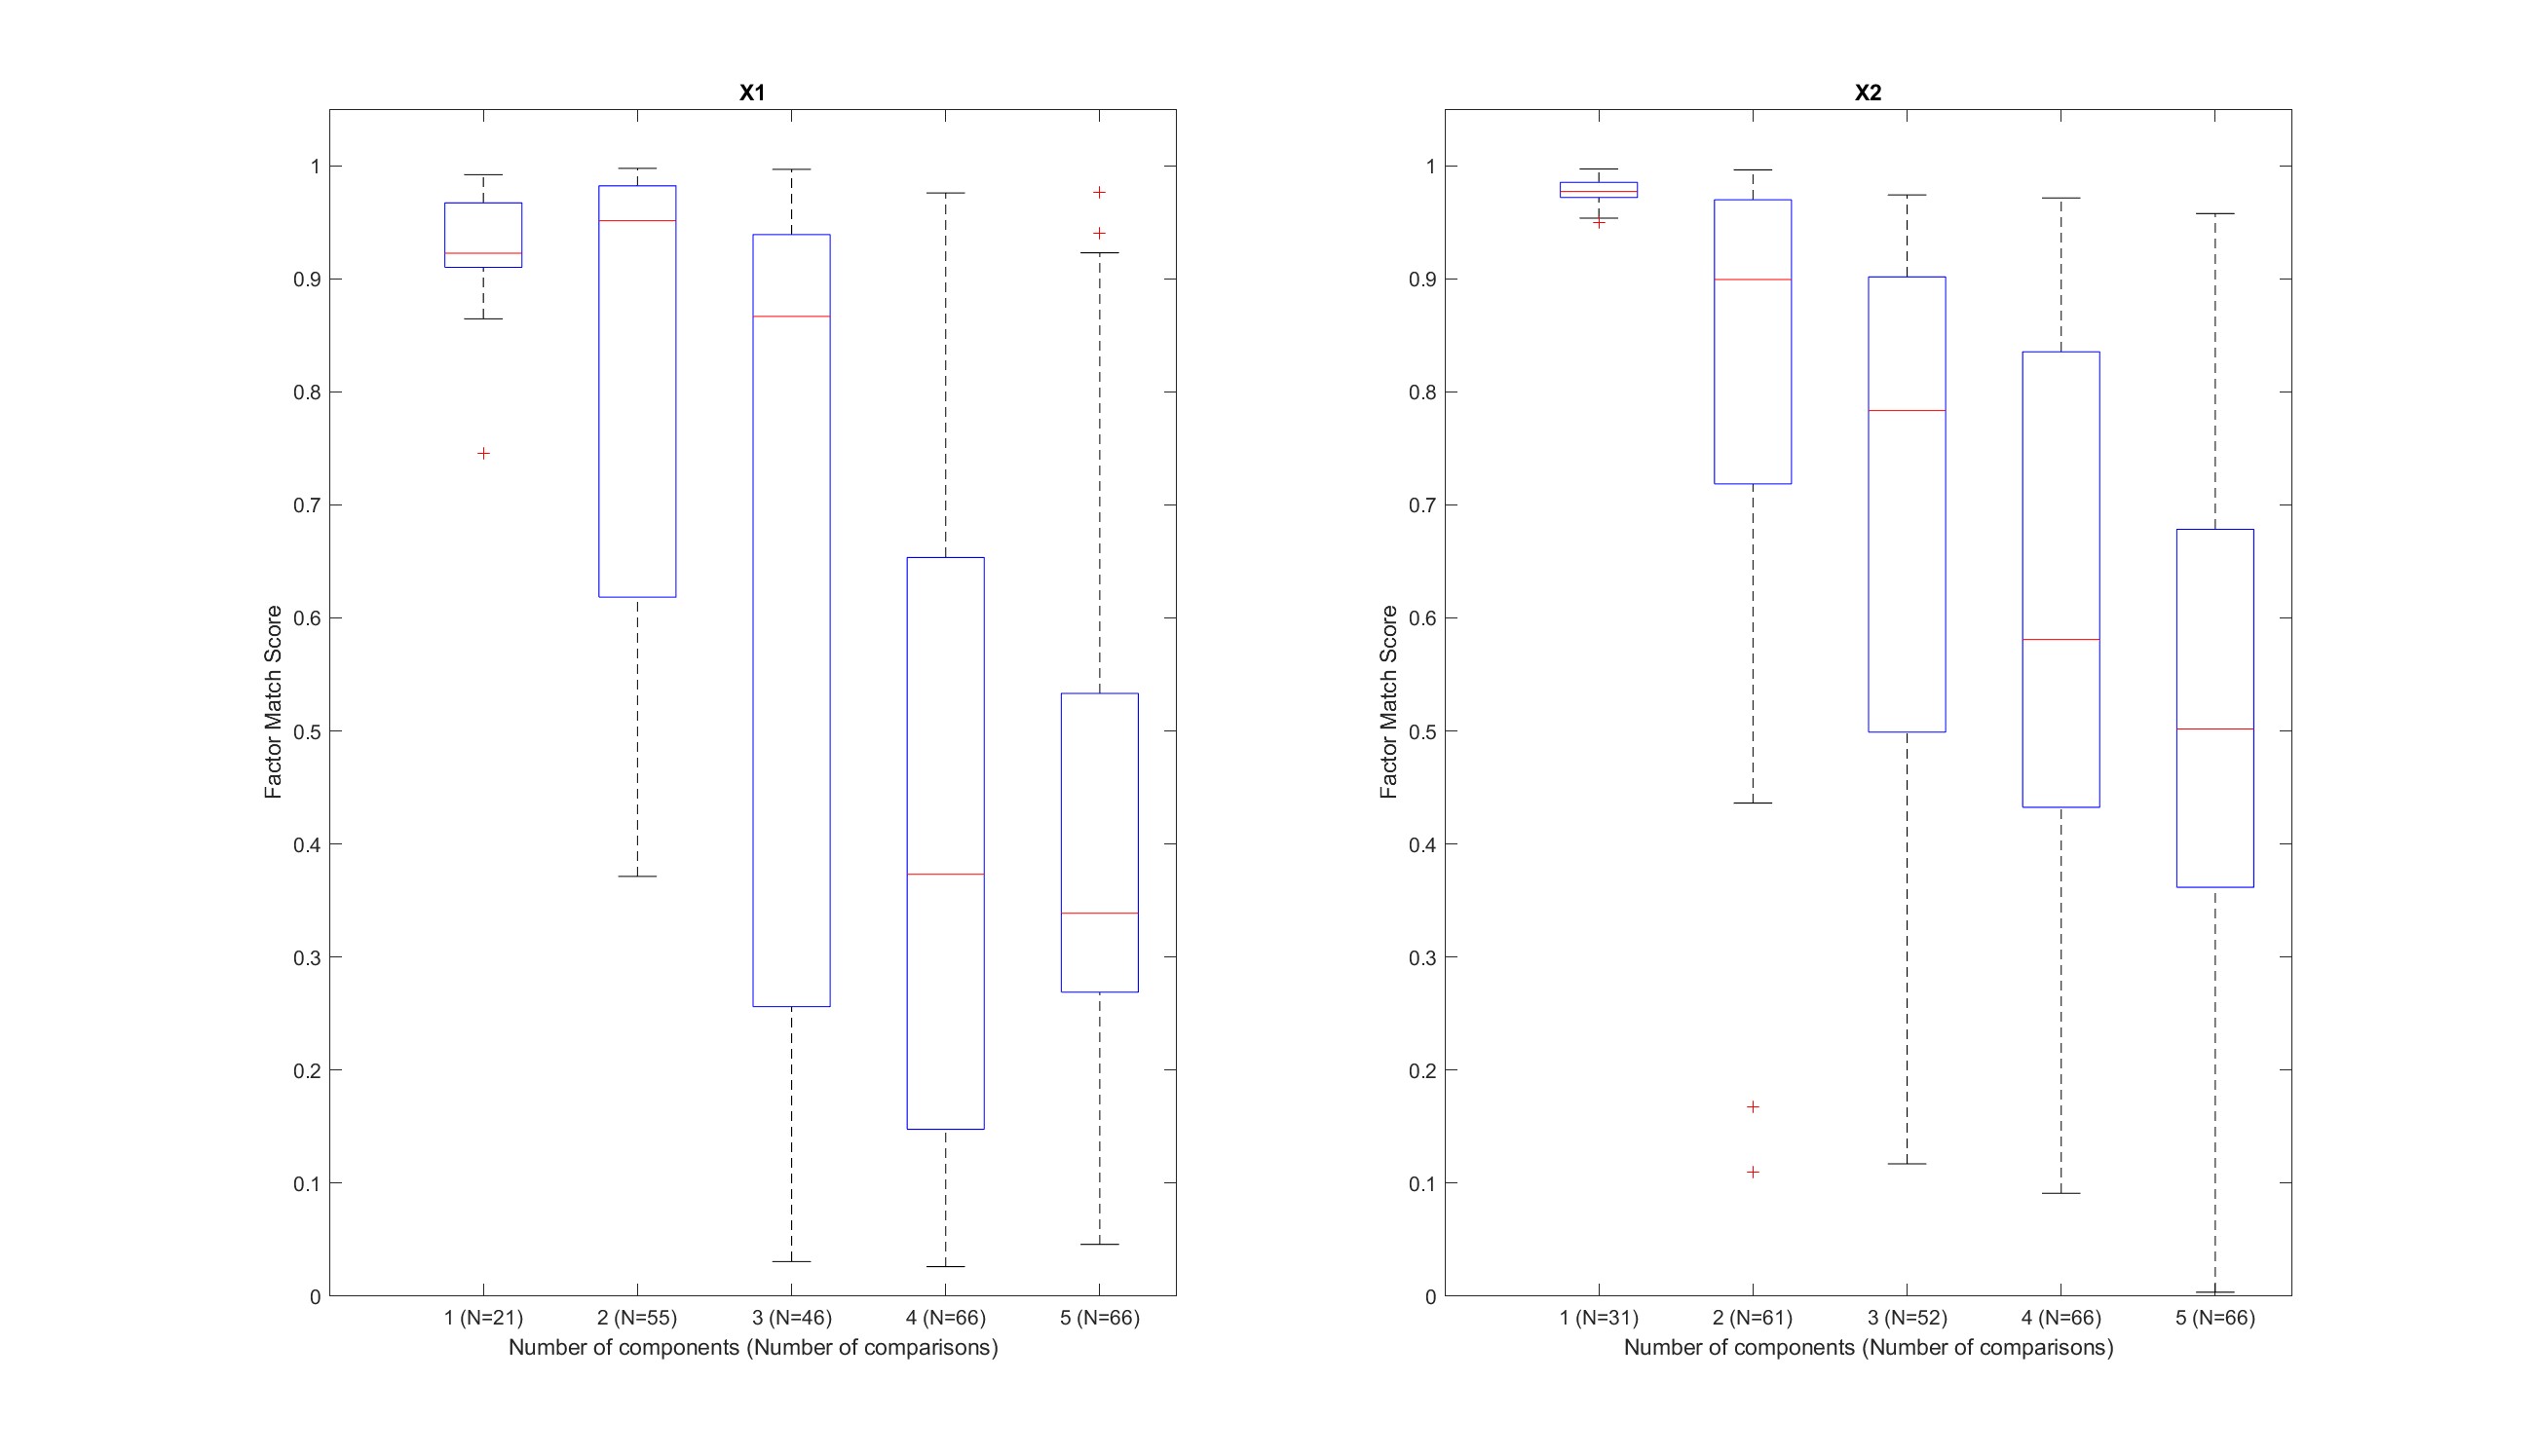 X1
1
0.9
0.8
0.7
0.6
0.5
0.4
0.3
0.2
0.1
0
Factor Match Score
1 (N=21) 2 (N=55) 3 (N=46) 4 (N=66) 5 (N=66)
Number of components (Number of comparisons)
X2
1
0.9
0.8
0.7
0.6
0.5
0.4
0.3
0.2
0.1
0
Factor Match Score
1 (N=31) 2 (N=61) 3 (N=52) 4 (N=66) 5 (N=66)
Number of components (Number of comparisons)